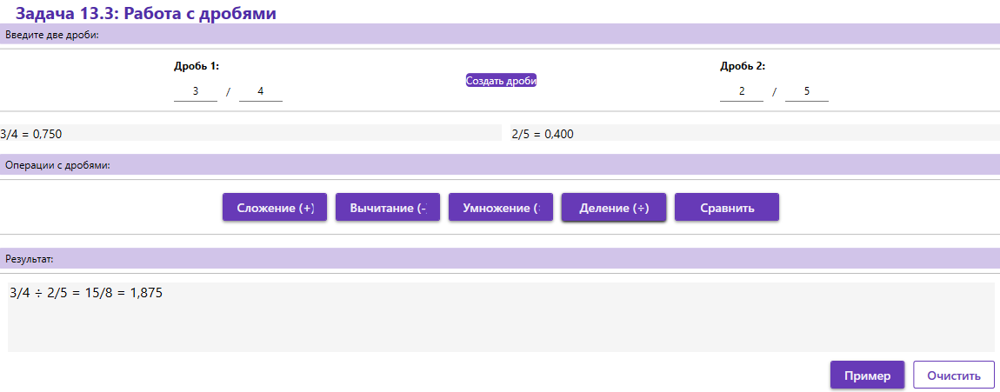 Задача 13.3: Работа с дробями
Введите две дроби:
Дробь 1:
3 / 4
Создать дроби
Дробь 2:
2 / 5
3/4 = 0,750
2/5 = 0,400
Операции с дробями:
Сложение (+)
Вычитание (-
Умножение (
Деление (÷)
Сравнить
Результат:
3/4 ÷ 2/5 = 15/8 = 1,875
Пример
Очистить